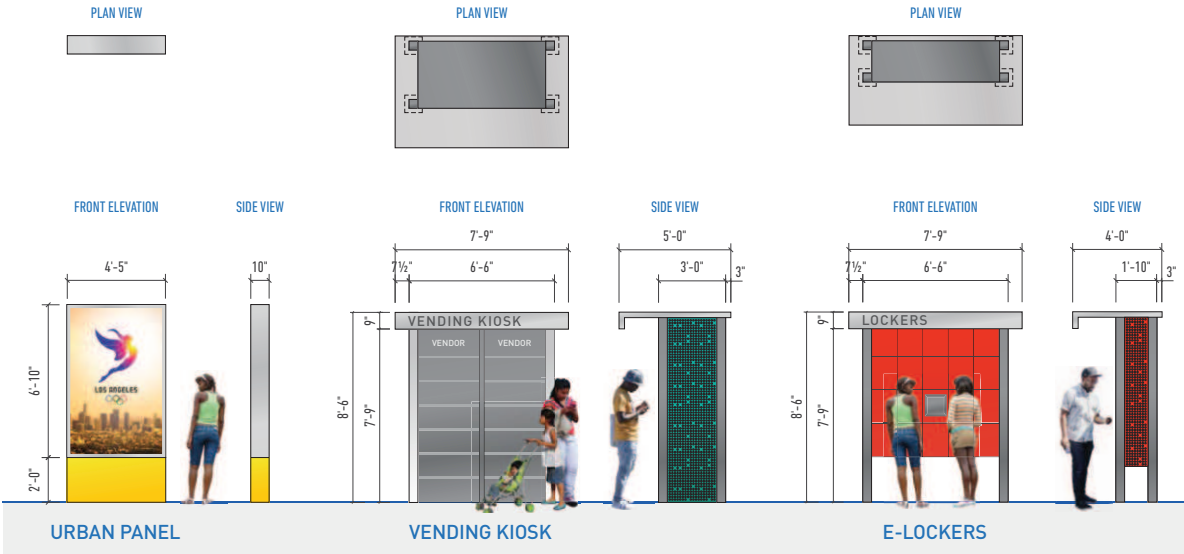 PLAN VIEW
PLAN VIEW
PLAN VIEW
FRONT ELEVATION
SIDE VIEW
FRONT ELEVATION
SIDE VIEW
FRONT ELEVATION
SIDE VIEW
4'-5"
10"
7'-9"
7½"
6'-6"
5'-0"
3'-0"
3"
7'-9"
7½"
6'-6"
4'-0"
1'-10"
3"
6'-10"
2'-0"
LOS ANGELES
8'-6"
9"
7'-9"
VENDING KIOSK
VENDOR
VENDOR
8'-6"
9"
7'-9"
LOCKERS
URBAN PANEL
VENDING KIOSK
E-LOCKERS